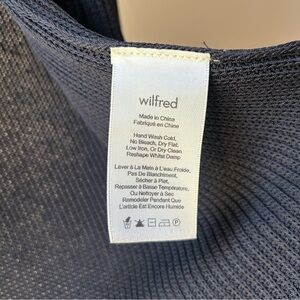 wilfred
Made in China
Fabriqué en Chine
Hand Wash Cold,
No Bleach, Dry Flat,
Low Iron, Or Dry Clean
Reshape Whilst Damp
Laver à La Main à L'eau Froide,
Pas De Blanchiment,
Sécher à Plat,
Repasser à Basse Température,
Ou Nettoyer à Sec
Remodeler Pendant Que
L'article Est Encore Humide